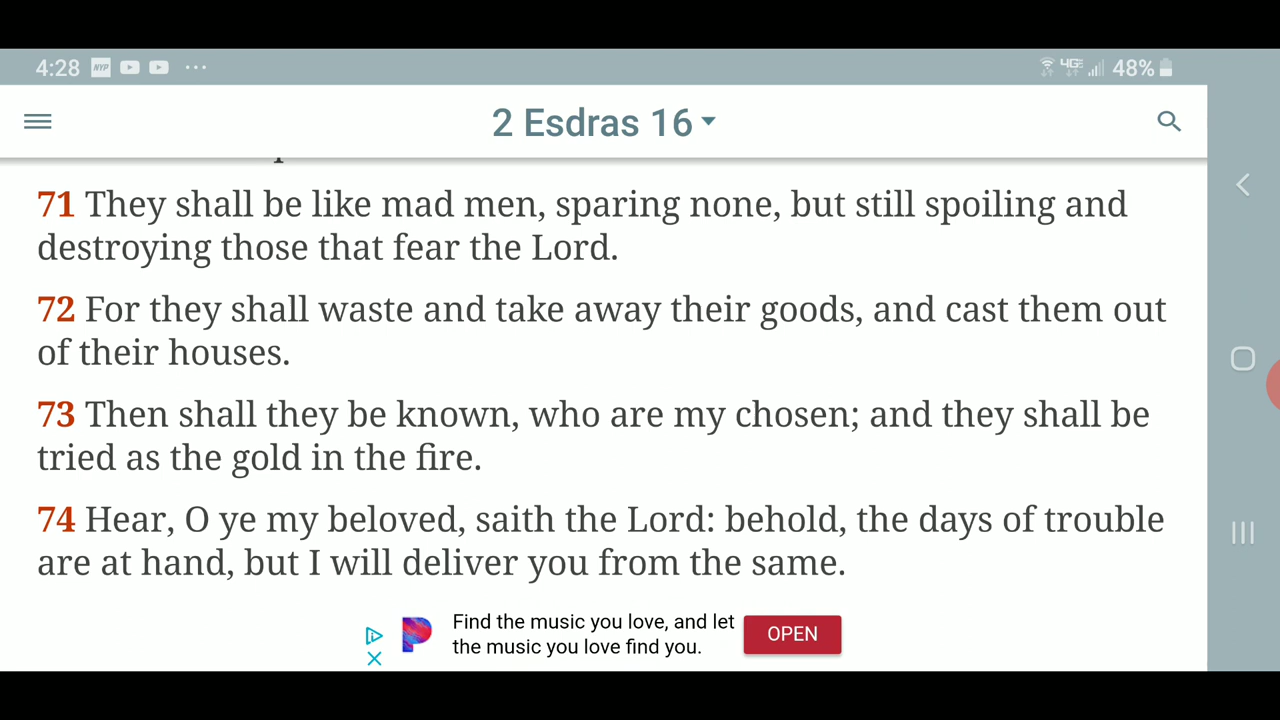 4:28 NYP ... 4GE 48%
2 Esdras 16
71 They shall be like mad men, sparing none, but still spoiling and
destroying those that fear the Lord.
72 For they shall waste and take away their goods, and cast them out
of their houses.
73 Then shall they be known, who are my chosen; and they shall be
tried as the gold in the fire.
74 Hear, O ye my beloved, saith the Lord: behold, the days of trouble
are at hand, but I will deliver you from the same.
Find the music you love, and let
the music you love find you.
OPEN